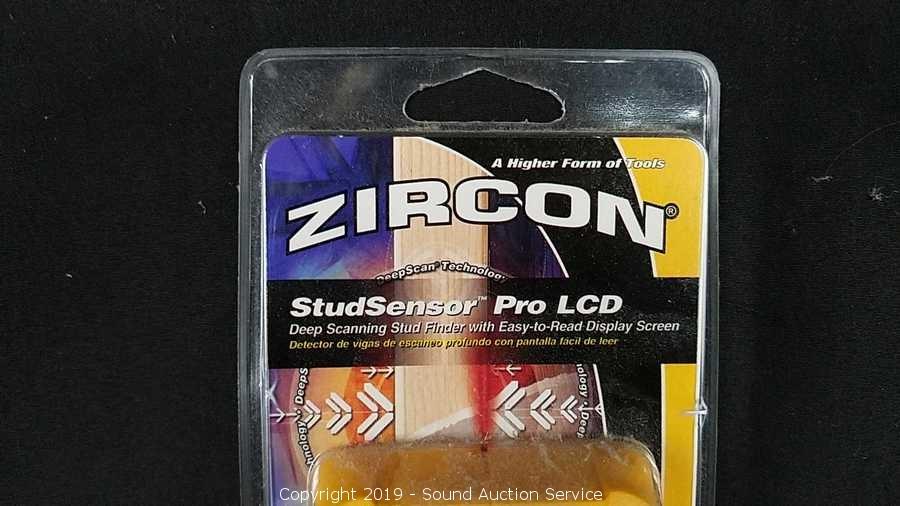 A Higher Form of Tools
ZIRCON®
DeepScan® Technology
StudSensor™ Pro LCD
Deep Scanning Stud Finder with Easy-to-Read Display Screen
Detector de vigas de escaneo profundo con pantalla fácil de leer
Copyright 2019 - Sound Auction Service